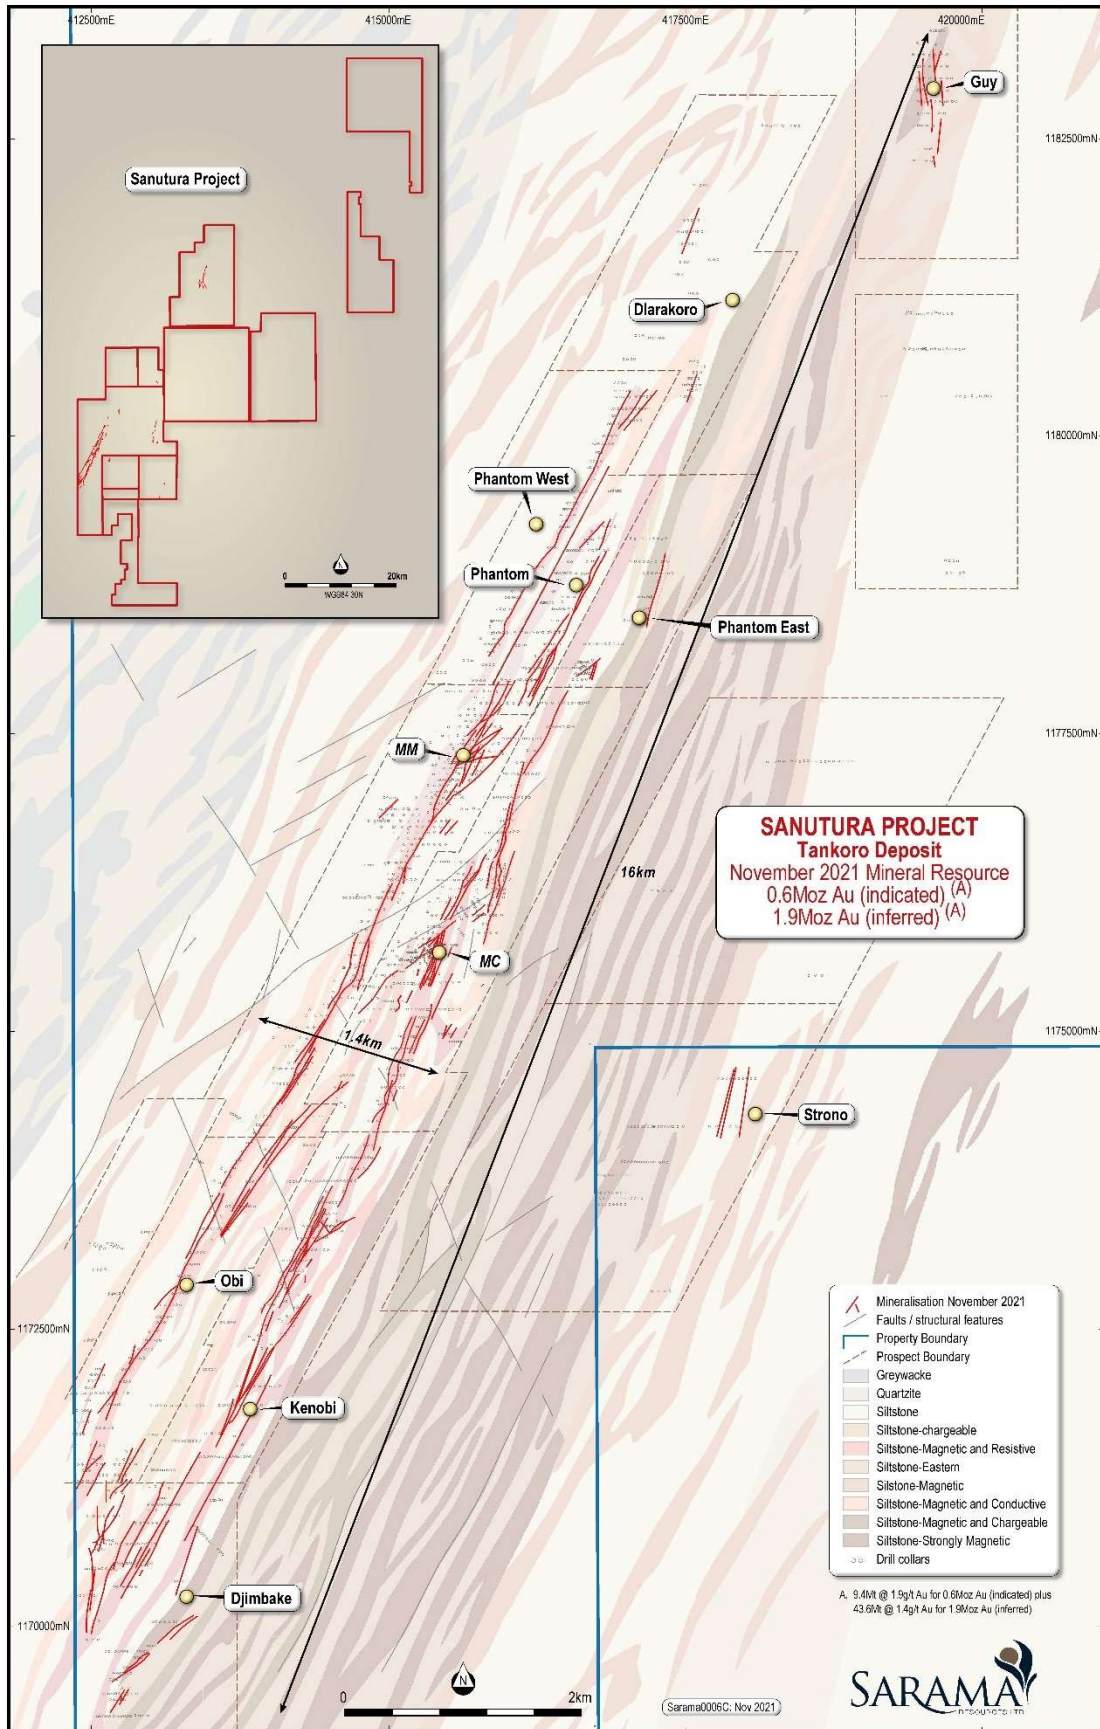 412500mE
415000mE
417500mE
420000mE
Guy
1182500mN
Sanutura Project
Dlarakoro
1180000mN
Phantom West
0 20km
WGS84 30N
Phantom
Phantom East
1177500mN
MM
SANUTURA PROJECT
Tankoro Deposit
November 2021 Mineral Resource
0.6Moz Au (indicated) (A)
1.9Moz Au (inferred) (A)
16km
MC
1175000mN
1.4km
Strono
Obi
1172500mN
Kenobi
Mineralisation November 2021
Faults / structural features
Property Boundary
Prospect Boundary
Greywacke
Quartzite
Siltstone
Siltstone-chargeable
Siltstone-Magnetic and Resistive
Siltstone-Eastern
Silstone-Magnetic
Siltstone-Magnetic and Conductive
Siltstone-Magnetic and Chargeable
Siltstone-Strongly Magnetic
Drill collars
A. 9.4Mt @ 1.9g/t Au for 0.6Moz Au (indicated) plus
43.6Mt @ 1.4g/t Au for 1.9Moz Au (inferred)
Djimbake
1170000mN
N
0 2km
Sarama0006C: Nov 2021
SARAMA
RESOURCES LTD